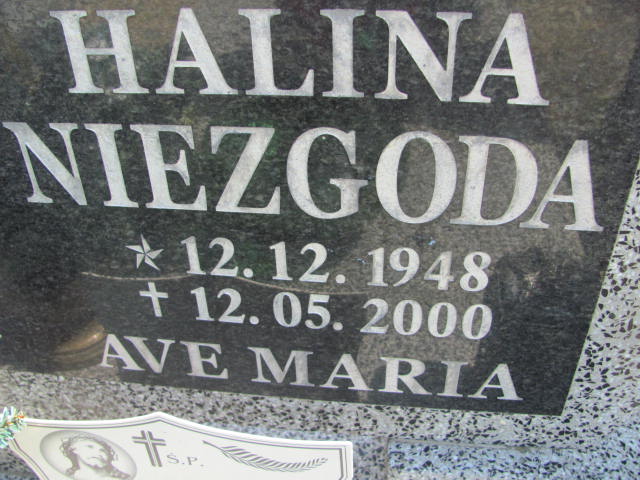 HALINA
NIEZGODA
12.12.1948
12.05.2000
AVE MARIA
Ś.P.